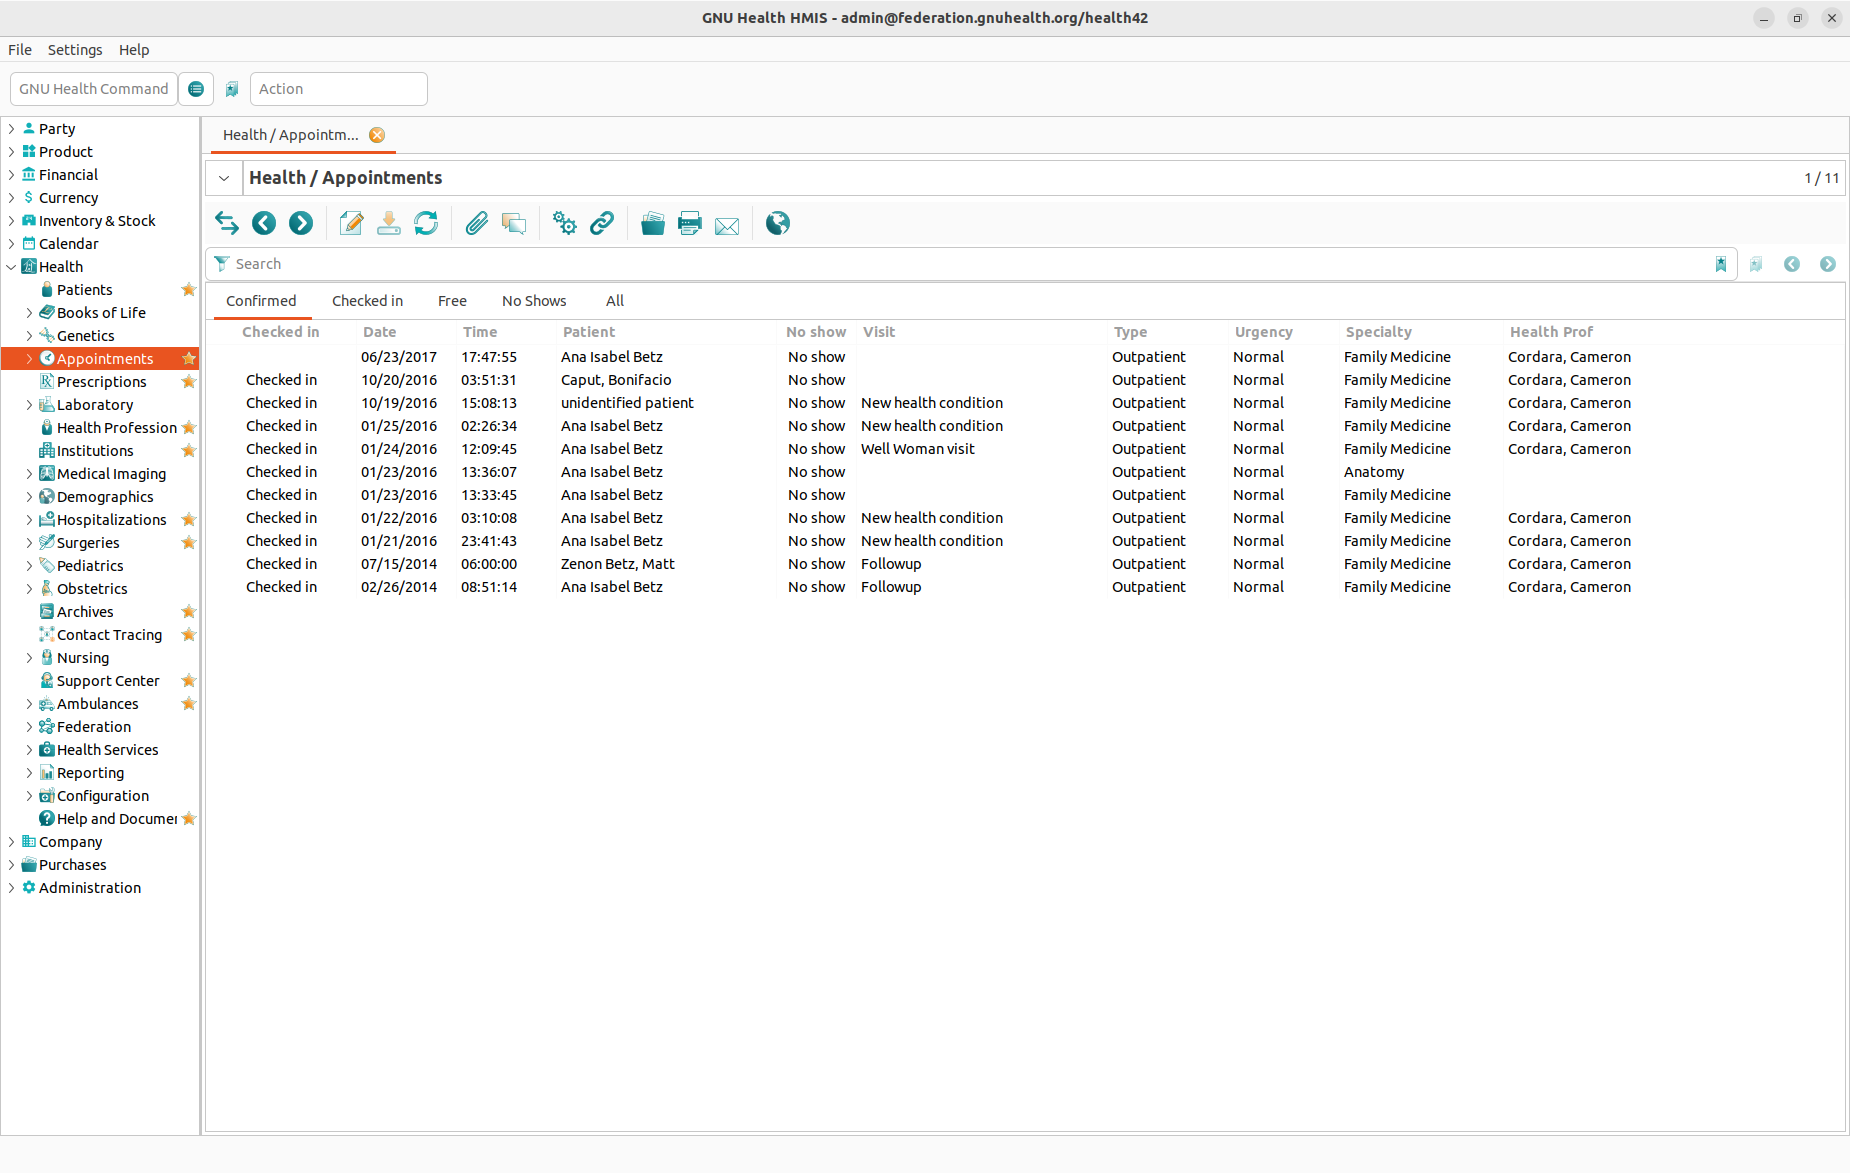 GNU Health HMIS - admin@federation.gnuhealth.org/health42
File Settings Help
GNU Health Command Action
Party
Product
Financial
Currency
Inventory & Stock
Calendar
Health
Patients
Books of Life
Genetics
Appointments
Prescriptions
Laboratory
Health Profession
Institutions
Medical Imaging
Demographics
Hospitalizations
Surgeries
Pediatrics
Obstetrics
Archives
Contact Tracing
Nursing
Support Center
Ambulances
Federation
Health Services
Reporting
Configuration
Help and Documen
Company
Purchases
Administration
Health / Appointm...
Health / Appointments 1 / 11
Search
Confirmed Checked in Free No Shows All
Checked in Date Time Patient No show Visit Type Urgency Specialty Health Prof
06/23/2017 17:47:55 Ana Isabel Betz No show Outpatient Normal Family Medicine Cordara, Cameron
Checked in 10/20/2016 03:51:31 Caput, Bonifacio No show Outpatient Normal Family Medicine Cordara, Cameron
Checked in 10/19/2016 15:08:13 unidentified patient No show New health condition Outpatient Normal Family Medicine Cordara, Cameron
Checked in 01/25/2016 02:26:34 Ana Isabel Betz No show New health condition Outpatient Normal Family Medicine Cordara, Cameron
Checked in 01/24/2016 12:09:45 Ana Isabel Betz No show Well Woman visit Outpatient Normal Family Medicine Cordara, Cameron
Checked in 01/23/2016 13:36:07 Ana Isabel Betz No show Outpatient Normal Anatomy
Checked in 01/23/2016 13:33:45 Ana Isabel Betz No show Outpatient Normal Family Medicine
Checked in 01/22/2016 03:10:08 Ana Isabel Betz No show New health condition Outpatient Normal Family Medicine Cordara, Cameron
Checked in 01/21/2016 23:41:43 Ana Isabel Betz No show New health condition Outpatient Normal Family Medicine Cordara, Cameron
Checked in 07/15/2014 06:00:00 Zenon Betz, Matt No show Followup Outpatient Normal Family Medicine Cordara, Cameron
Checked in 02/26/2014 08:51:14 Ana Isabel Betz No show Followup Outpatient Normal Family Medicine Cordara, Cameron